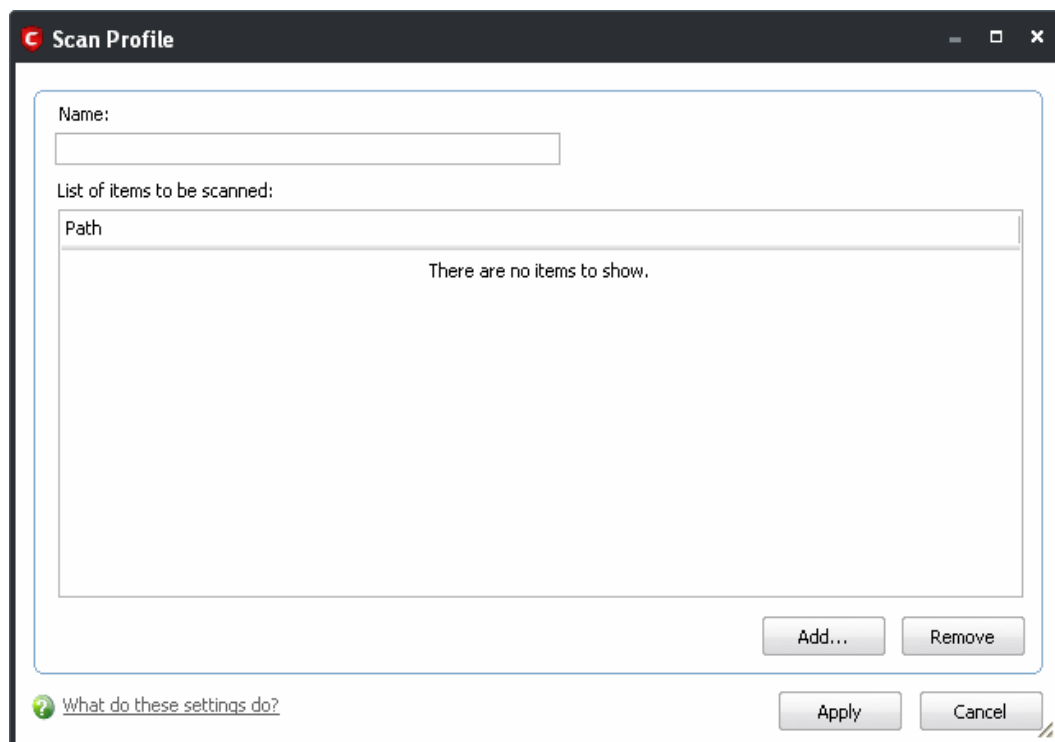 Scan Profile
Name:
List of items to be scanned:
Path
There are no items to show.
Add...
Remove
What do these settings do?
Apply
Cancel